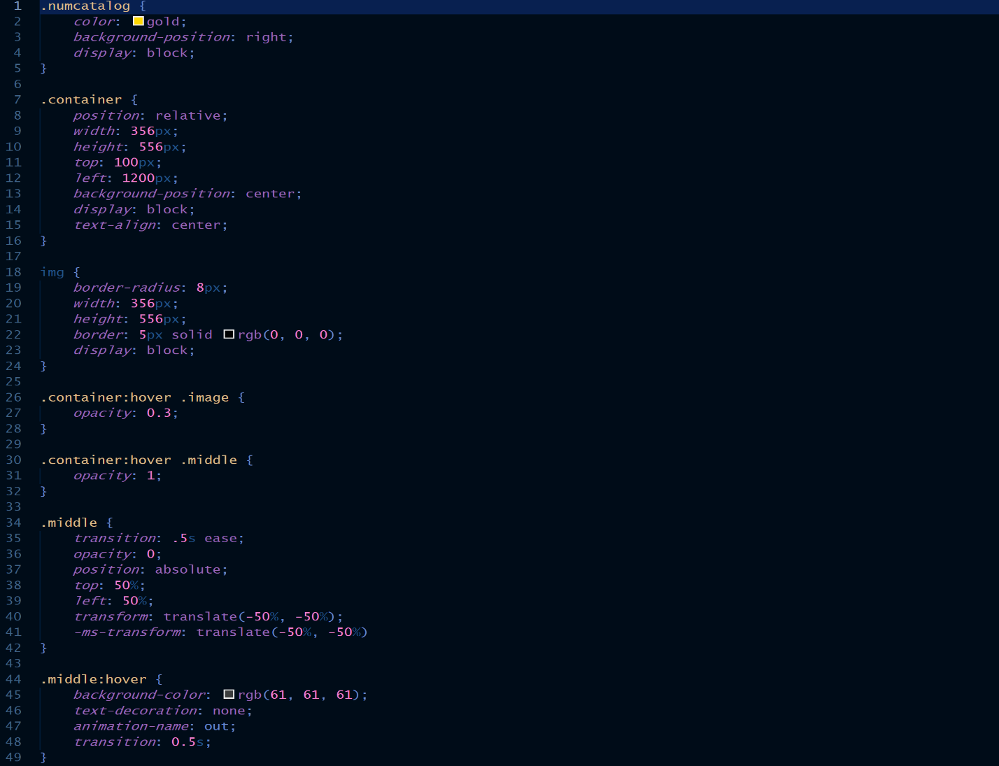 1 .numcatalog {
2 color: gold;
3 background-position: right;
4 display: block;
5 }
6
7 .container {
8 position: relative;
9 width: 356px;
10 height: 556px;
11 top: 100px;
12 left: 1200px;
13 background-position: center;
14 display: block;
15 text-align: center;
16 }
17
18 img {
19 border-radius: 8px;
20 width: 356px;
21 height: 556px;
22 border: 5px solid rgb(0, 0, 0);
23 display: block;
24 }
25
26 .container:hover .image {
27 opacity: 0.3;
28 }
29
30 .container:hover .middle {
31 opacity: 1;
32 }
33
34 .middle {
35 transition: .5s ease;
36 opacity: 0;
37 position: absolute;
38 top: 50%;
39 left: 50%;
40 transform: translate(-50%, -50%);
41 -ms-transform: translate(-50%, -50%)
42 }
43
44 .middle:hover {
45 background-color: rgb(61, 61, 61);
46 text-decoration: none;
47 animation-name: out;
48 transition: 0.5s;
49 }